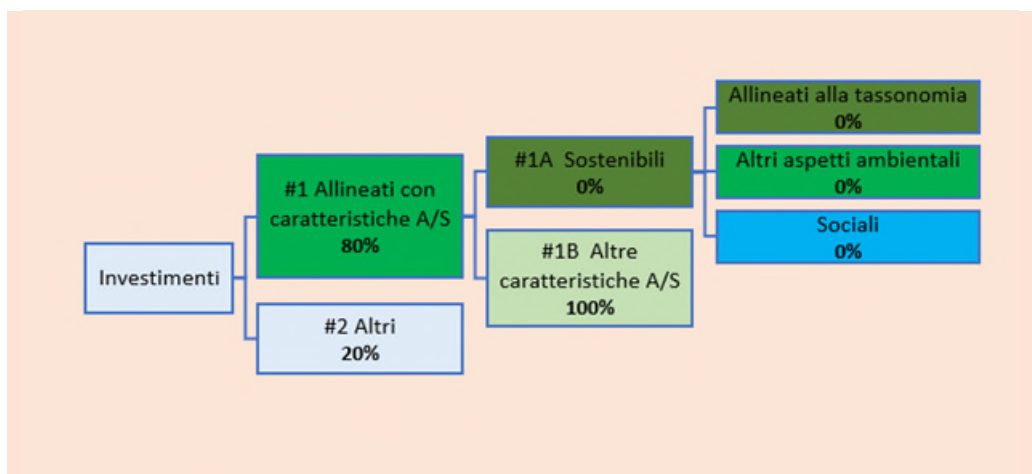 Investimenti
#1 Allineati con
caratteristiche A/S
80%
#2 Altri
20%
#1A  Sostenibili
0%
#1B  Altre
caratteristiche A/S
100%
Allineati alla tassonomia
0%
Altri aspetti ambientali
0%
Sociali
0%